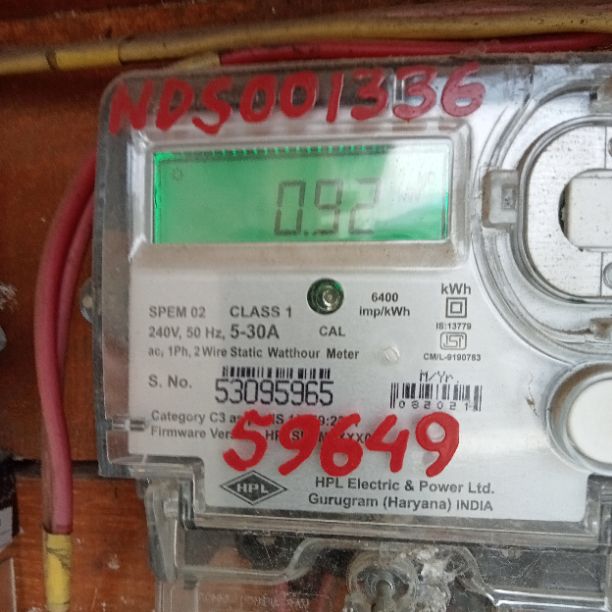 NDS001336
0.92
SPEM 02 CLASS 1
240V, 50 Hz, 5-30A
CAL
6400
imp/kWh
kWh
IS:13779
CM/L-9190763
ac, 1Ph, 2 Wire Static Watthour Meter
S. No. 53095965
M/Yr.
082021
Category C3
Firmware
59649
HPL
HPL Electric & Power Ltd.
Gurugram (Haryana) INDIA